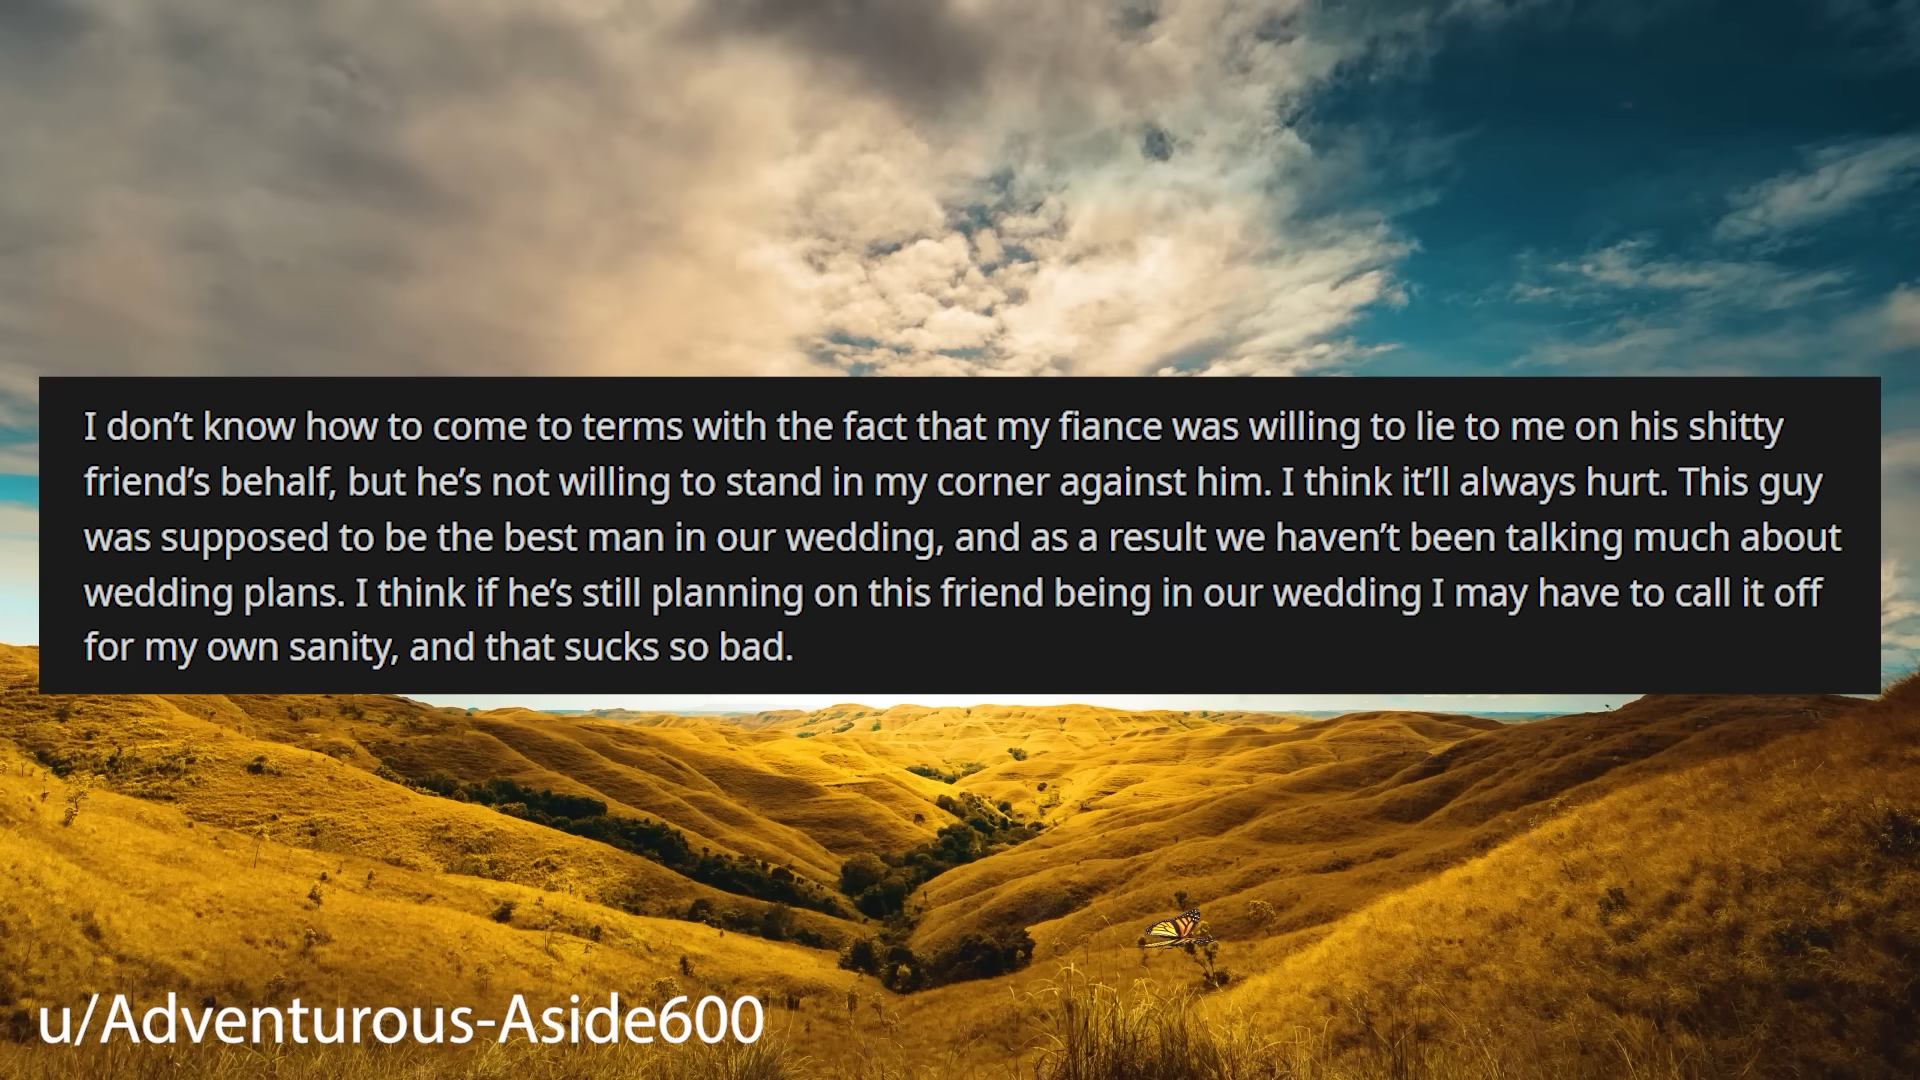 I don’t know how to come to terms with the fact that my fiance was willing to lie to me on his shitty
friend’s behalf, but he’s not willing to stand in my corner against him. I think it’ll always hurt. This guy
was supposed to be the best man in our wedding, and as a result we haven’t been talking much about
wedding plans. I think if he’s still planning on this friend being in our wedding I may have to call it off
for my own sanity, and that sucks so bad.
u/Adventurous-Aside600